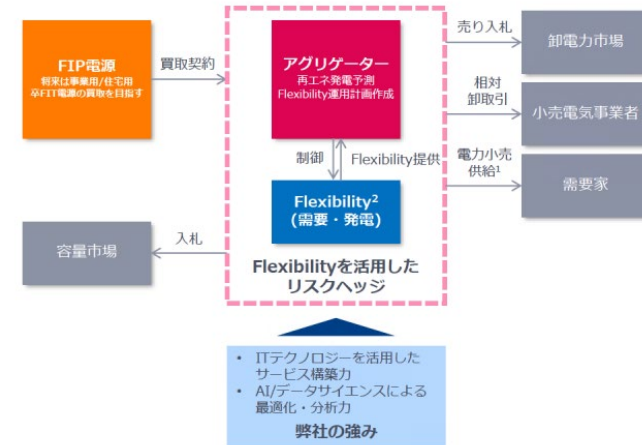 FIP電源
将来は事業用/住宅用
卒FIT電源の買取を目指す
買取契約
アグリゲーター
再エネ発電予測
Flexibility運用計画作成
売り入札
卸電力市場
相対
卸取引
小売電気事業者
電力小売
供給¹
需要家
制御
Flexibility提供
Flexibility²
(需要・発電)
入札
容量市場
Flexibilityを活用した
リスクヘッジ
• ITテクノロジーを活用した
サービス構築力
• AI/データサイエンスによる
最適化・分析力
弊社の強み